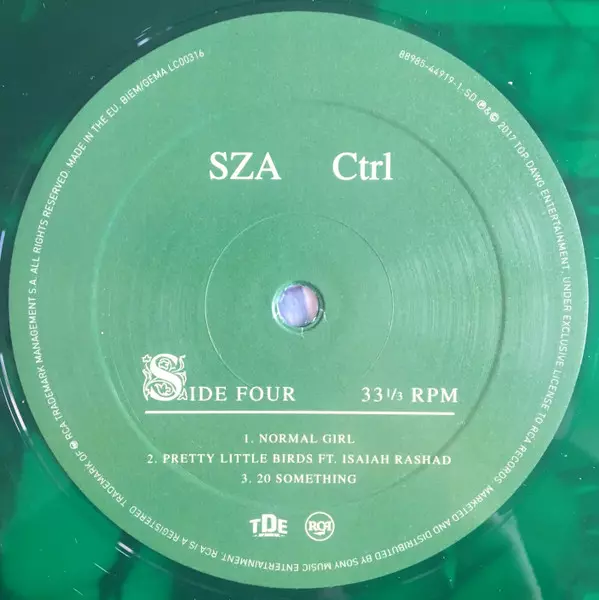 TRADEMARK OF ℗ RCA TRADEMARK MANAGEMENT S.A. ALL RIGHTS RESERVED. MADE IN THE EU. BIEM/GEMA LC00316
88985-44919-1-SD ℗&© 2017 TOP DAWG ENTERTAINMENT, UNDER EXCLUSIVE LICENSE TO RCA RECORDS. MARKETED AND DISTRIBUTED BY SONY MUSIC ENTERTAINMENT. RCA IS A REGISTERED
SZA Ctrl
SIDE FOUR 33 1/3 RPM
1. NORMAL GIRL
2. PRETTY LITTLE BIRDS FT. ISAIAH RASHAD
3. 20 SOMETHING
TDE RCA